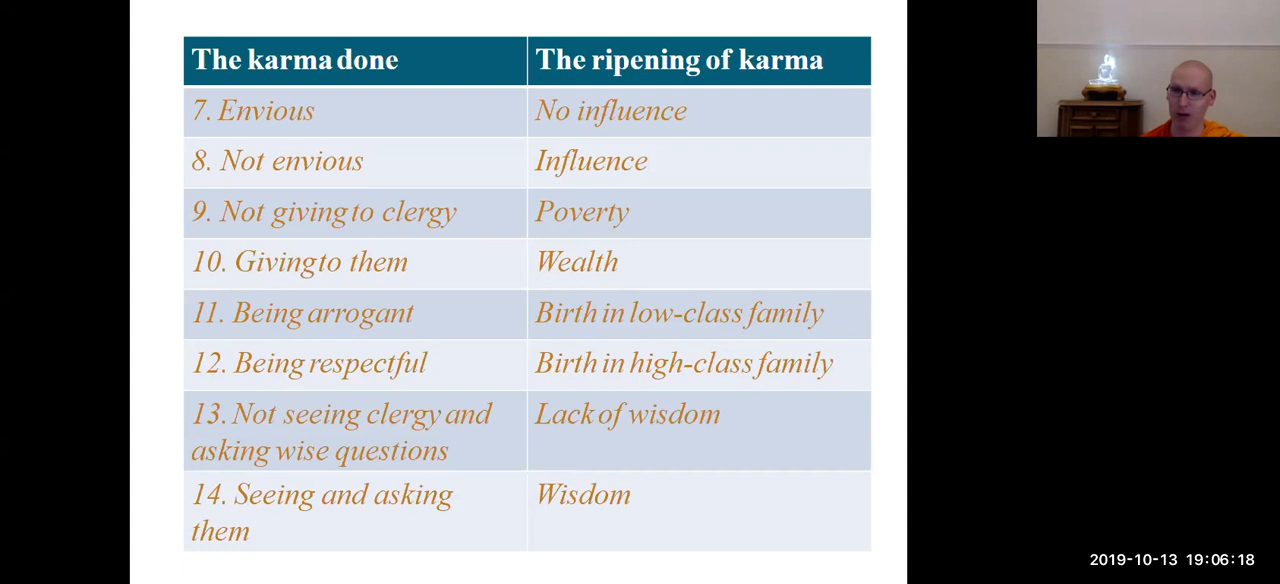 The karma done
The ripening of karma
7. Envious
No influence
8. Not envious
Influence
9. Not giving to clergy
Poverty
10. Giving to them
Wealth
11. Being arrogant
Birth in low-class family
12. Being respectful
Birth in high-class family
13. Not seeing clergy and
asking wise questions
Lack of wisdom
14. Seeing and asking
them
Wisdom
2019-10-13 19:06:18